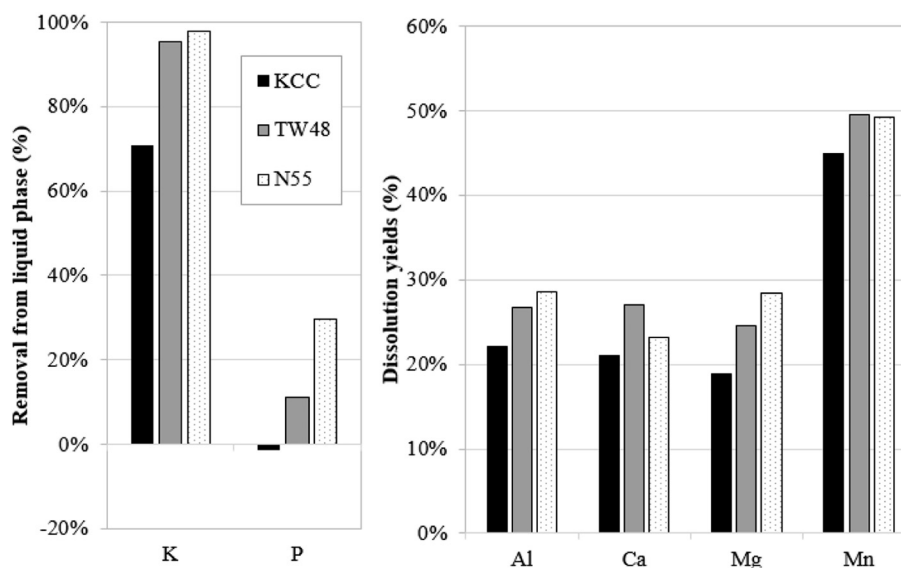 Removal from liquid phase (%)
100%
80%
60%
40%
20%
0%
-20%
K
P
KCC
TW48
N55
Dissolution yields (%)
60%
50%
40%
30%
20%
10%
0%
Al
Ca
Mg
Mn